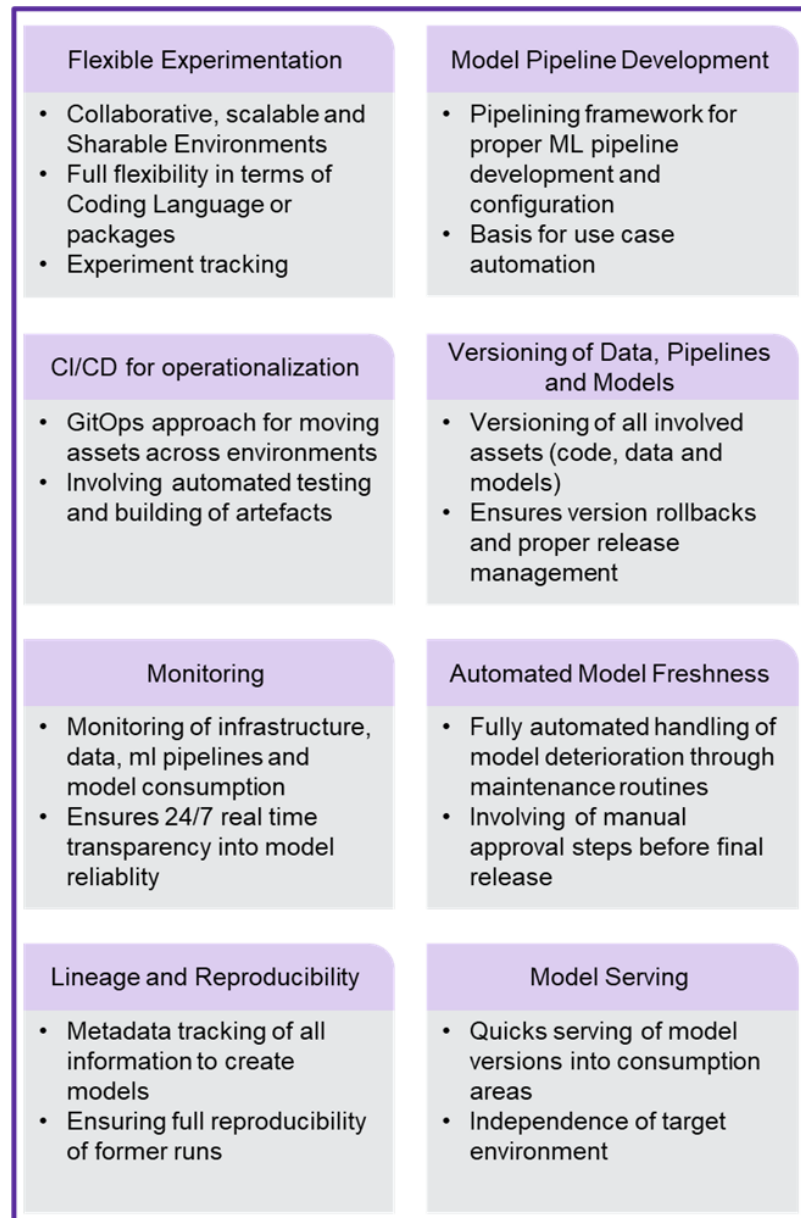 Flexible Experimentation
• Collaborative, scalable and
Sharable Environments
• Full flexibility in terms of
Coding Language or
packages
• Experiment tracking
Model Pipeline Development
• Pipelining framework for
proper ML pipeline
development and
configuration
• Basis for use case
automation
CI/CD for operationalization
• GitOps approach for moving
assets across environments
• Involving automated testing
and building of artefacts
Versioning of Data, Pipelines
and Models
• Versioning of all involved
assets (code, data and
models)
• Ensures version rollbacks
and proper release
management
Monitoring
• Monitoring of infrastructure,
data, ml pipelines and
model consumption
• Ensures 24/7 real time
transparency into model
reliablity
Automated Model Freshness
• Fully automated handling of
model deterioration through
maintenance routines
• Involving of manual
approval steps before final
release
Lineage and Reproducibility
• Metadata tracking of all
information to create
models
• Ensuring full reproducibility
of former runs
Model Serving
• Quicks serving of model
versions into consumption
areas
• Independence of target
environment